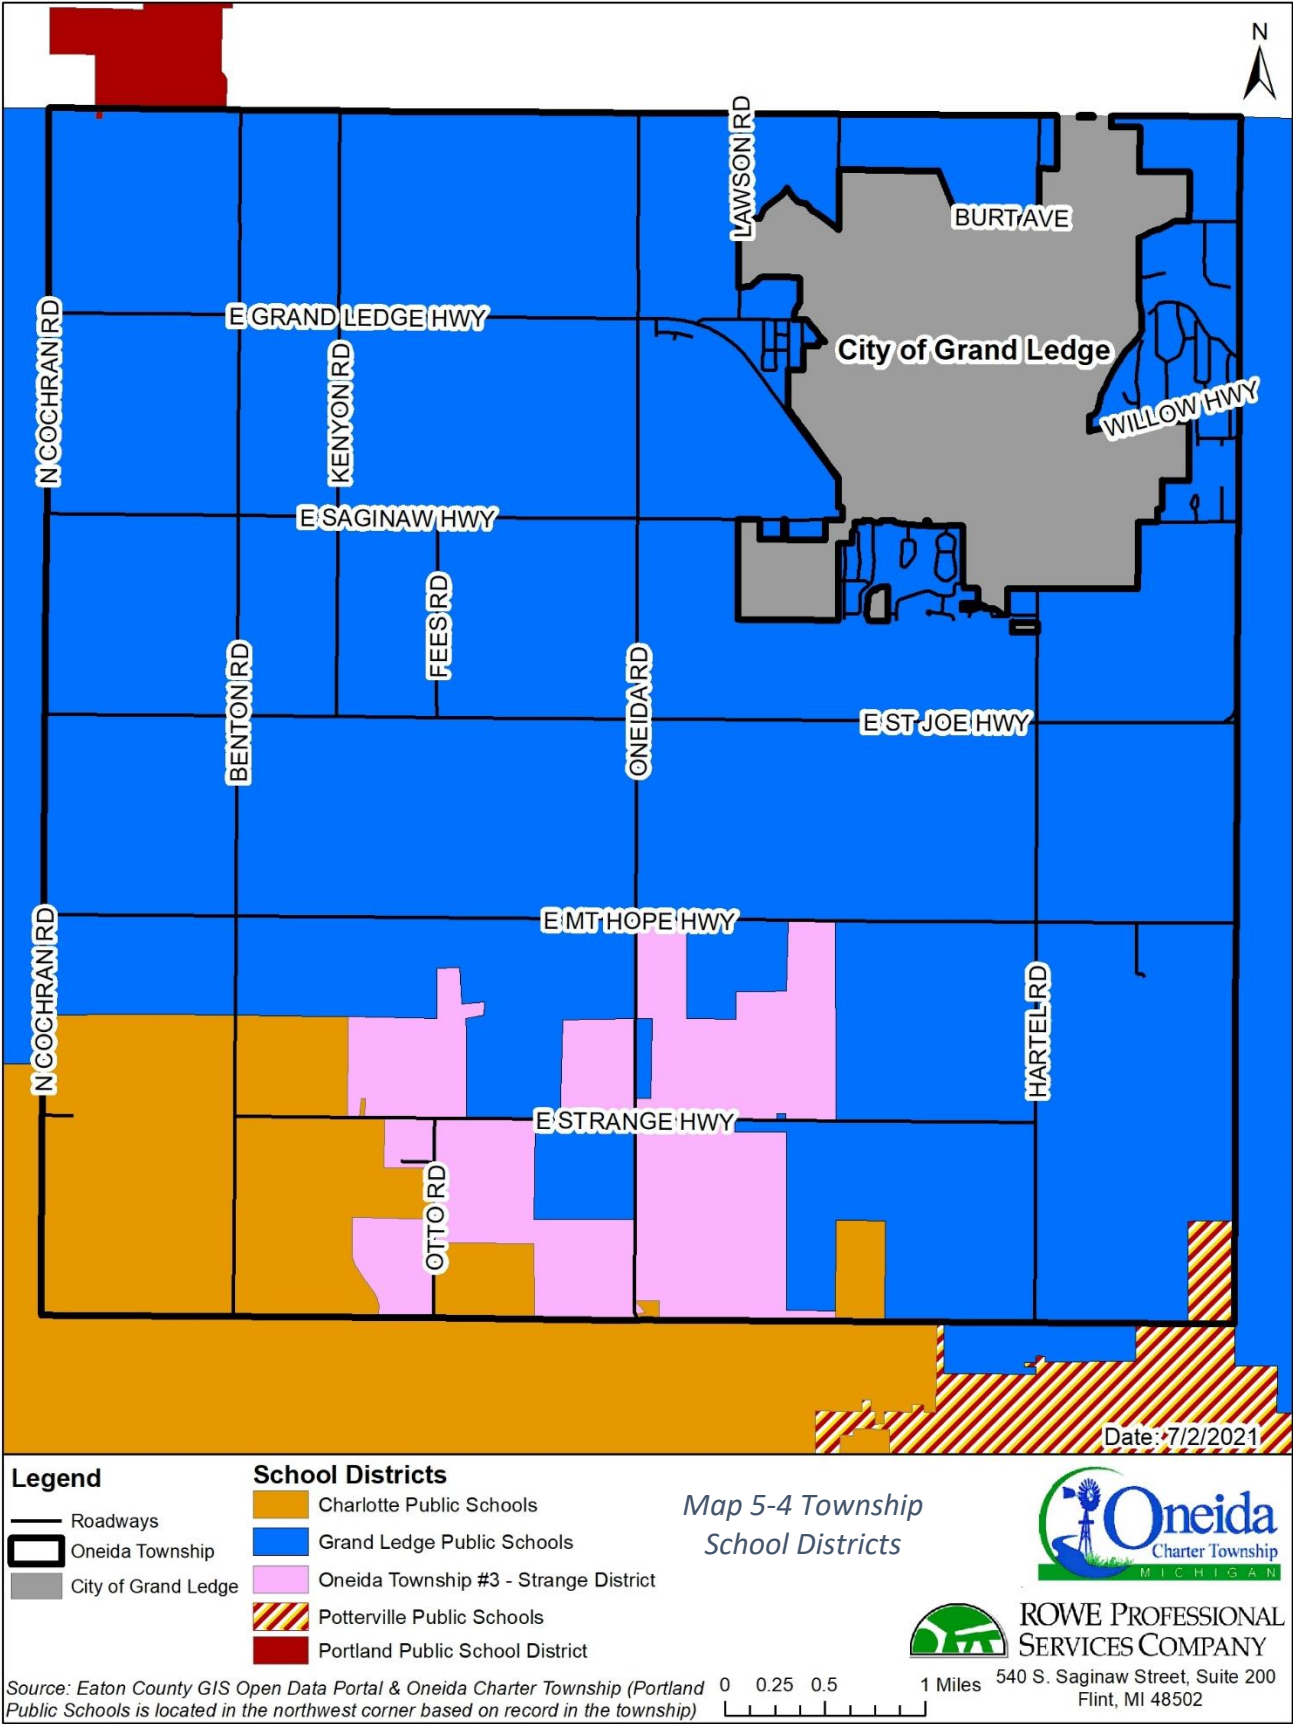 N
LAWSON RD
BURT AVE
E GRAND LEDGE HWY
N COCHRAN RD
KENYON RD
City of Grand Ledge
WILLOW HWY
E SAGINAW HWY
FEES RD
BENTON RD
ONEIDA RD
E ST JOE HWY
E MT HOPE HWY
N COCHRAN RD
HARTEL RD
E STRANGE HWY
OTTO RD
Date: 7/2/2021
Legend
Roadways
Oneida Township
City of Grand Ledge
School Districts
Charlotte Public Schools
Grand Ledge Public Schools
Oneida Township #3 - Strange District
Potterville Public Schools
Portland Public School District
Map 5-4 Township
School Districts
Oneida
Charter Township
MICHIGAN
ROWE PROFESSIONAL
SERVICES COMPANY
540 S. Saginaw Street, Suite 200
Flint, MI 48502
0 0.25 0.5 1 Miles
Source: Eaton County GIS Open Data Portal & Oneida Charter Township (Portland
Public Schools is located in the northwest corner based on record in the township)